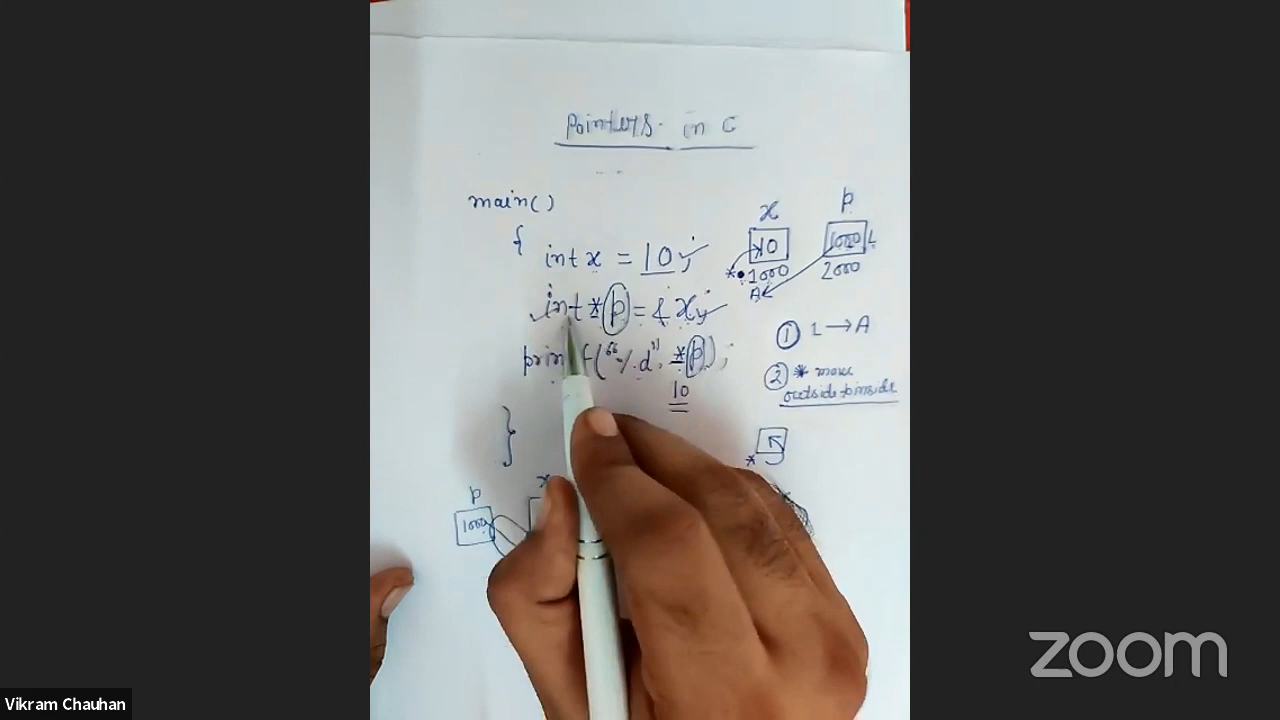 Pointers in C
main()
{
int x = 10;
int *p = & x;
printf("%d", *p);
10
}
x
10
1000
*
A
p
1000
L
2000
① L → A
② * move
outside to inside
*
p
1000
x
zoom
Vikram Chauhan